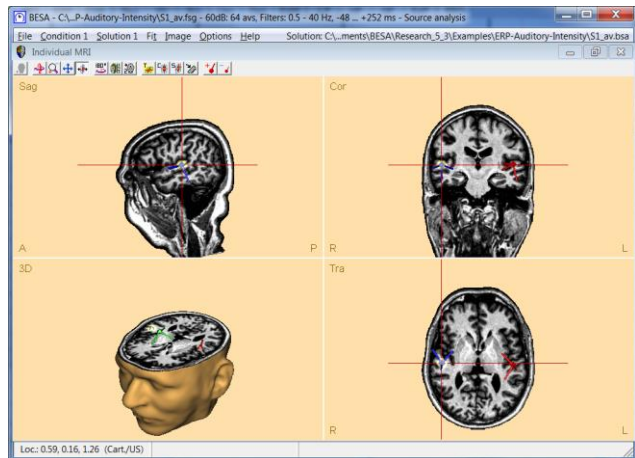 BESA - C:\...P-Auditory-Intensity\S1_av.fsg - 60dB: 64 avs, Filters: 0.5 - 40 Hz, -48 ... +252 ms - Source analysis
File Condition 1 Solution 1 Fit Image Options Help Solution: C:\...ments\BESA\Research_5_3\Examples\ERP-Auditory-Intensity\S1_av.bsa
Individual MRI
Sag
Cor
A P R L
3D
Tra
R L
Loc.: 0.59, 0.16, 1.26 (Cart./US)